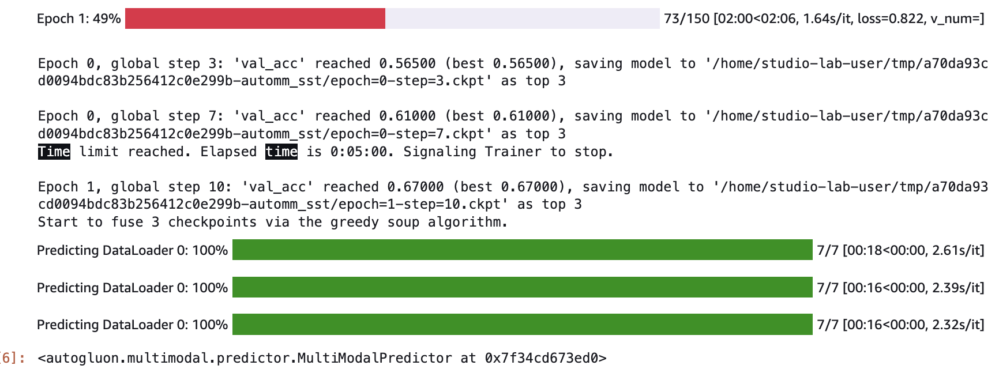 Epoch 1: 49% 73/150 [02:00<02:06, 1.64s/it, loss=0.822, v_num=]
Epoch 0, global step 3: 'val_acc' reached 0.56500 (best 0.56500), saving model to '/home/studio-lab-user/tmp/a70da93c
d0094bdc83b256412c0e299b-automm_sst/epoch=0-step=3.ckpt' as top 3
Epoch 0, global step 7: 'val_acc' reached 0.61000 (best 0.61000), saving model to '/home/studio-lab-user/tmp/a70da93c
d0094bdc83b256412c0e299b-automm_sst/epoch=0-step=7.ckpt' as top 3
Time limit reached. Elapsed time is 0:05:00. Signaling Trainer to stop.
Epoch 1, global step 10: 'val_acc' reached 0.67000 (best 0.67000), saving model to '/home/studio-lab-user/tmp/a70da93
cd0094bdc83b256412c0e299b-automm_sst/epoch=1-step=10.ckpt' as top 3
Start to fuse 3 checkpoints via the greedy soup algorithm.
Predicting DataLoader 0: 100% 7/7 [00:18<00:00, 2.61s/it]
Predicting DataLoader 0: 100% 7/7 [00:16<00:00, 2.39s/it]
Predicting DataLoader 0: 100% 7/7 [00:16<00:00, 2.32s/it]
[6]: <autogluon.multimodal.predictor.MultiModalPredictor at 0x7f34cd673ed0>